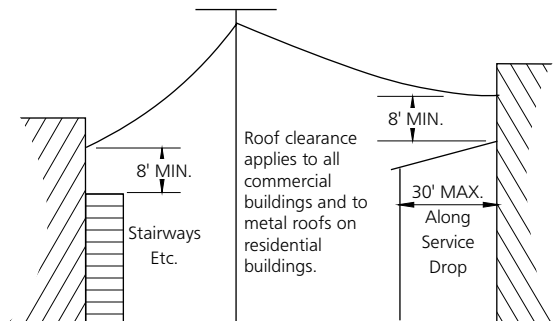 8' MIN.
Stairways
Etc.
Roof clearance
applies to all
commercial
buildings and to
metal roofs on
residential
buildings.
8' MIN.
30' MAX.
Along
Service
Drop